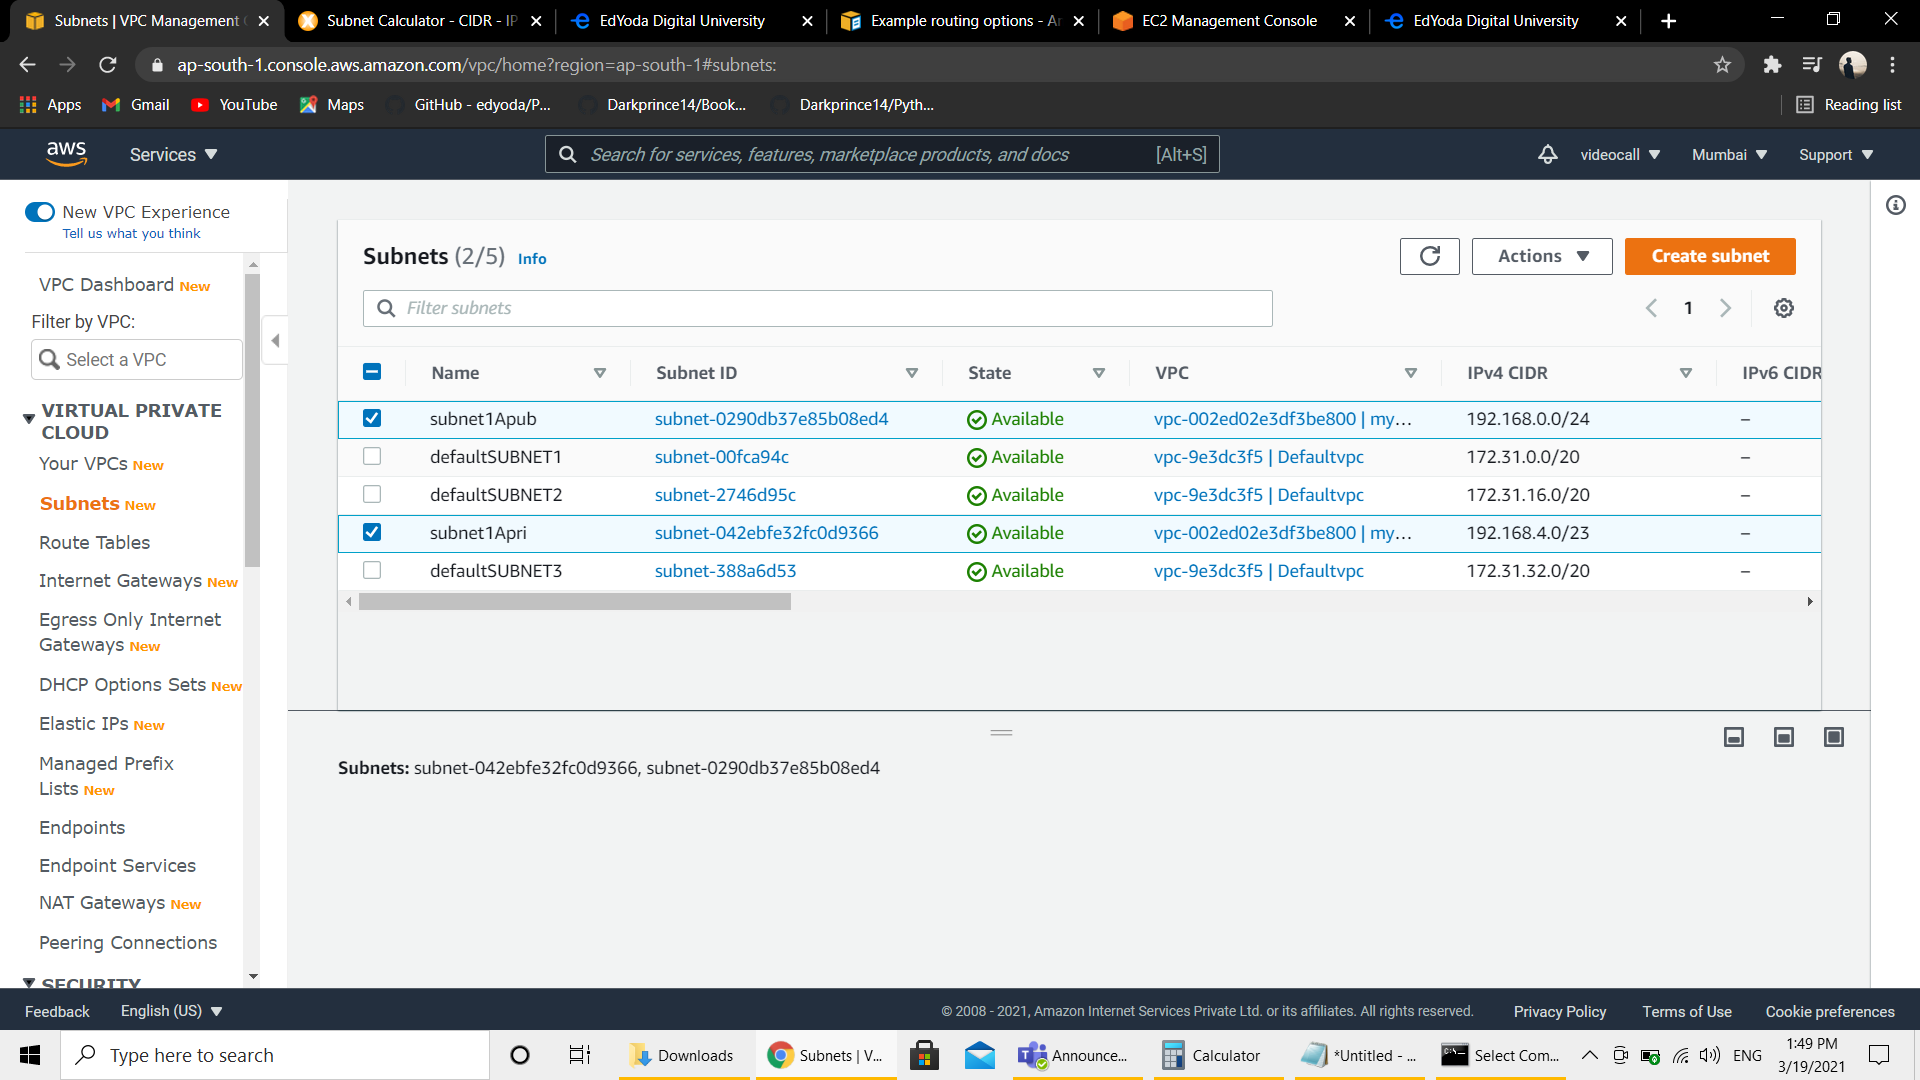 Subnets | VPC Management
Subnet Calculator - CIDR - IP
EdYoda Digital University
Example routing options - A
EC2 Management Console
EdYoda Digital University
ap-south-1.console.aws.amazon.com/vpc/home?region=ap-south-1#subnets:
Apps
Gmail
YouTube
Maps
GitHub - edyoda/P...
Darkprince14/Book...
Darkprince14/Pyth...
Reading list
aws
Services
Search for services, features, marketplace products, and docs
[Alt+S]
videocall
Mumbai
Support
New VPC Experience
Tell us what you think
VPC Dashboard New
Filter by VPC:
Select a VPC
VIRTUAL PRIVATE
CLOUD
Your VPCs New
Subnets New
Route Tables
Internet Gateways New
Egress Only Internet
Gateways New
DHCP Options Sets New
Elastic IPs New
Managed Prefix
Lists New
Endpoints
Endpoint Services
NAT Gateways New
Peering Connections
SECURITY
Subnets (2/5) Info
Actions
Create subnet
Filter subnets
1
Name Subnet ID State VPC IPv4 CIDR IPv6 CIDR
subnet1Apub subnet-0290db37e85b08ed4 Available vpc-002ed02e3df3be800 | my... 192.168.0.0/24 –
defaultSUBNET1 subnet-00fca94c Available vpc-9e3dc3f5 | Defaultvpc 172.31.0.0/20 –
defaultSUBNET2 subnet-2746d95c Available vpc-9e3dc3f5 | Defaultvpc 172.31.16.0/20 –
subnet1Apri subnet-042ebfe32fc0d9366 Available vpc-002ed02e3df3be800 | my... 192.168.4.0/23 –
defaultSUBNET3 subnet-388a6d53 Available vpc-9e3dc3f5 | Defaultvpc 172.31.32.0/20 –
Subnets: subnet-042ebfe32fc0d9366, subnet-0290db37e85b08ed4
Feedback
English (US)
© 2008 - 2021, Amazon Internet Services Private Ltd. or its affiliates. All rights reserved.
Privacy Policy
Terms of Use
Cookie preferences
Type here to search
Downloads
Subnets | V...
Announce...
Calculator
*Untitled - ...
Select Com...
ENG
1:49 PM
3/19/2021